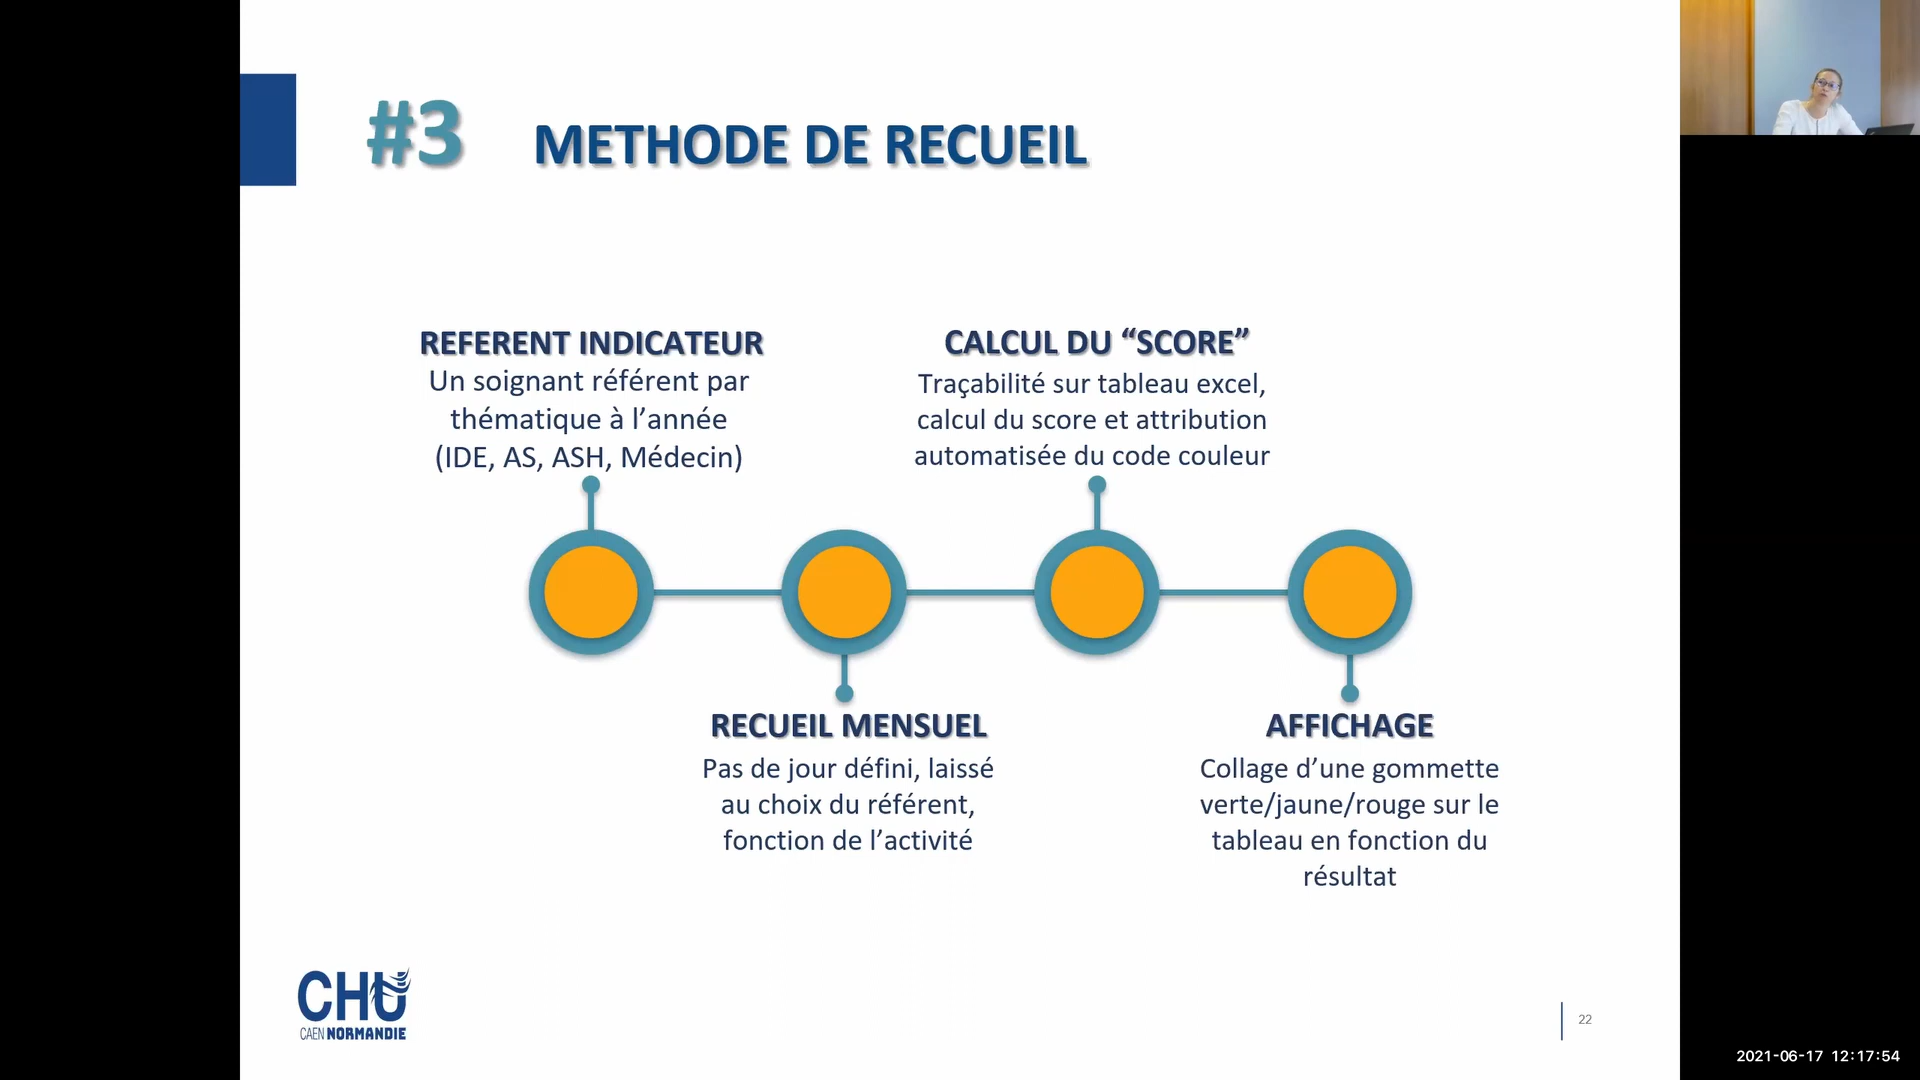 #3 METHODE DE RECUEIL
REFERENT INDICATEUR
Un soignant référent par
thématique à l’année
(IDE, AS, ASH, Médecin)
CALCUL DU “SCORE”
Traçabilité sur tableau excel,
calcul du score et attribution
automatisée du code couleur
RECUEIL MENSUEL
Pas de jour défini, laissé
au choix du référent,
fonction de l’activité
AFFICHAGE
Collage d’une gommette
verte/jaune/rouge sur le
tableau en fonction du
résultat
CHU
CAEN NORMANDIE
22
2021-06-17 12:17:54